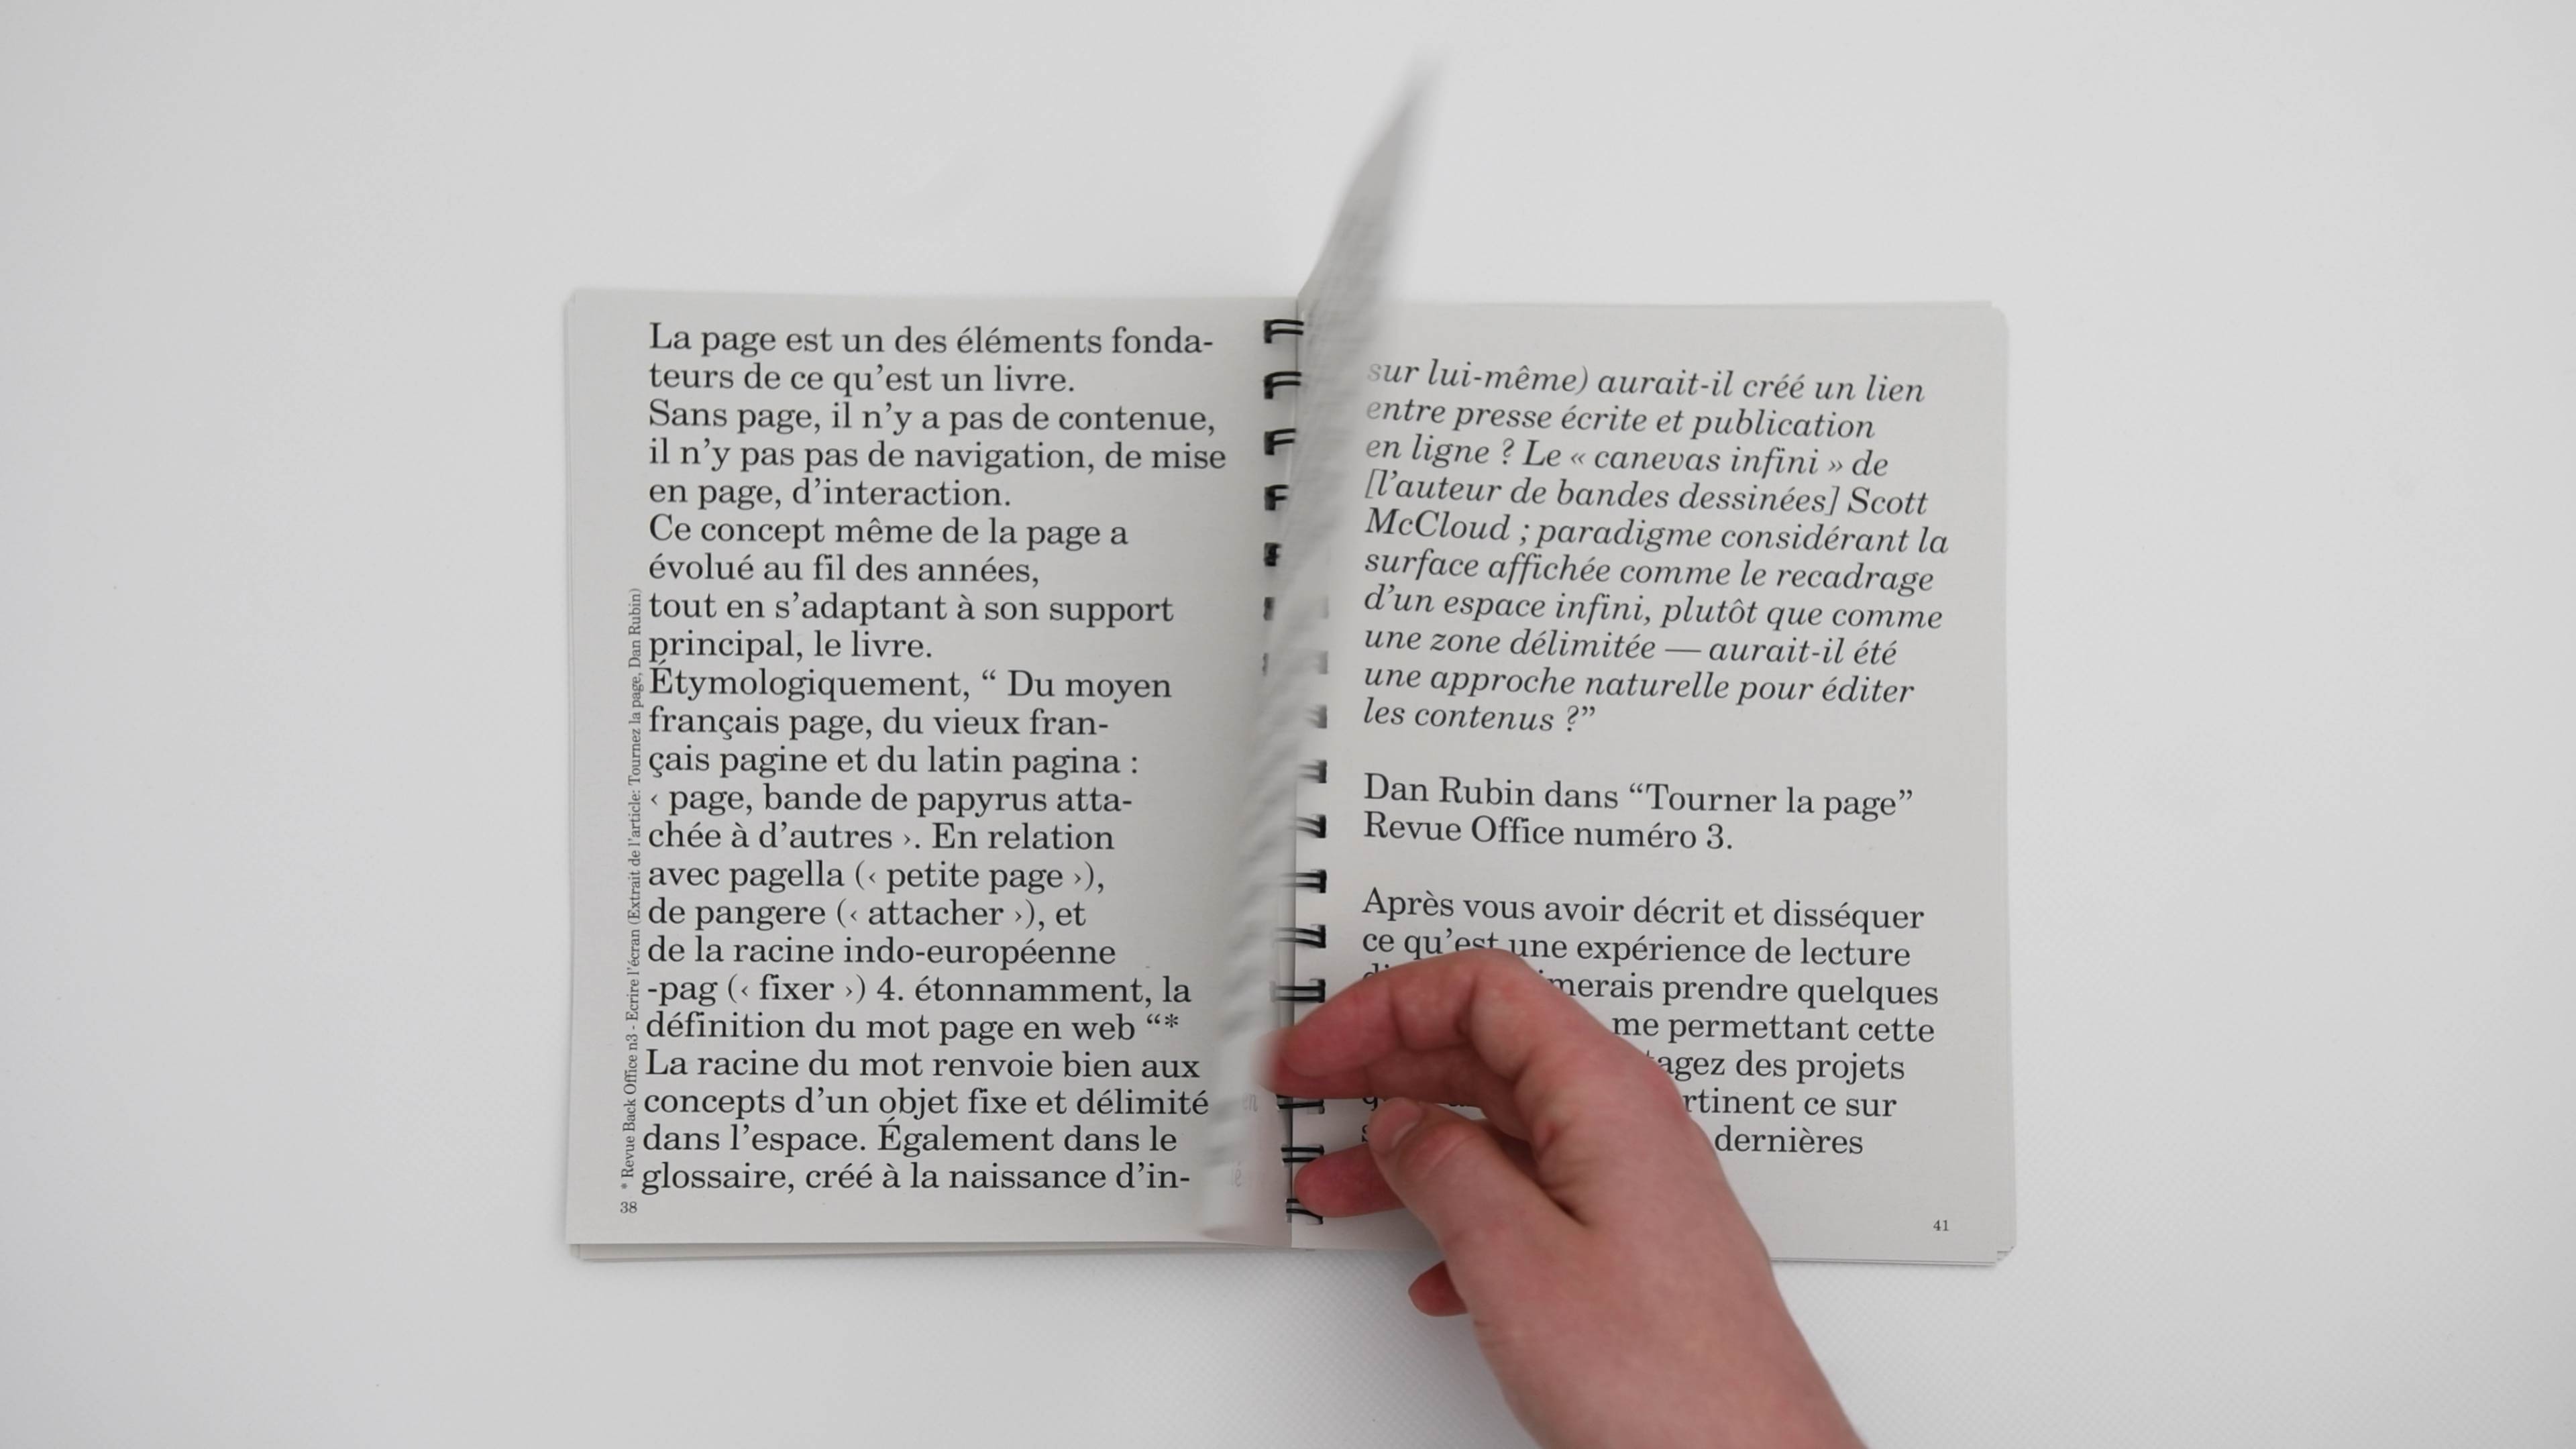 La page est un des éléments fonda-
teurs de ce qu’est un livre.
Sans page, il n’y a pas de contenue,
il n’y pas pas de navigation, de mise
en page, d’interaction.
Ce concept même de la page a
évolué au fil des années,
tout en s’adaptant à son support
principal, le livre.
Étymologiquement, “ Du moyen
français page, du vieux fran-
çais pagine et du latin pagina :
‹ page, bande de papyrus atta-
chée à d’autres ›. En relation
avec pagella (‹ petite page ›),
de pangere (‹ attacher ›), et
de la racine indo-européenne
-pag (‹ fixer ›) 4. étonnamment, la
définition du mot page en web “*
La racine du mot renvoie bien aux
concepts d’un objet fixe et délimité
dans l’espace. Également dans le
glossaire, créé à la naissance d’in-
* Revue Back Office n3 - Ecrire l’écran (Extrait de l’article: Tournez la page, Dan Rubin)
38
sur lui-même) aurait-il créé un lien
entre presse écrite et publication
en ligne ? Le « canevas infini » de
[l’auteur de bandes dessinées] Scott
McCloud ; paradigme considérant la
surface affichée comme le recadrage
d’un espace infini, plutôt que comme
une zone délimitée — aurait-il été
une approche naturelle pour éditer
les contenus ?”
Dan Rubin dans “Tourner la page”
Revue Office numéro 3.
Après vous avoir décrit et disséquer
ce qu’est une expérience de lecture
prendre quelques
me permettant cette
des projets
ce sur
dernières
41